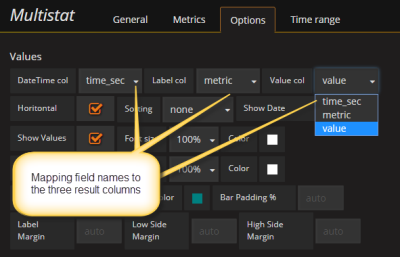 Multistat General Metrics Options Time range
Values
DateTime col time_sec Label col metric Value col value
time_sec
metric
value
Horitontal Sorting none Show Date
Show Values Font size 100% Color
Mapping field names to
the three result columns
100% Color
Bar Padding % auto
Label Margin auto Low Side Margin auto High Side Margin auto